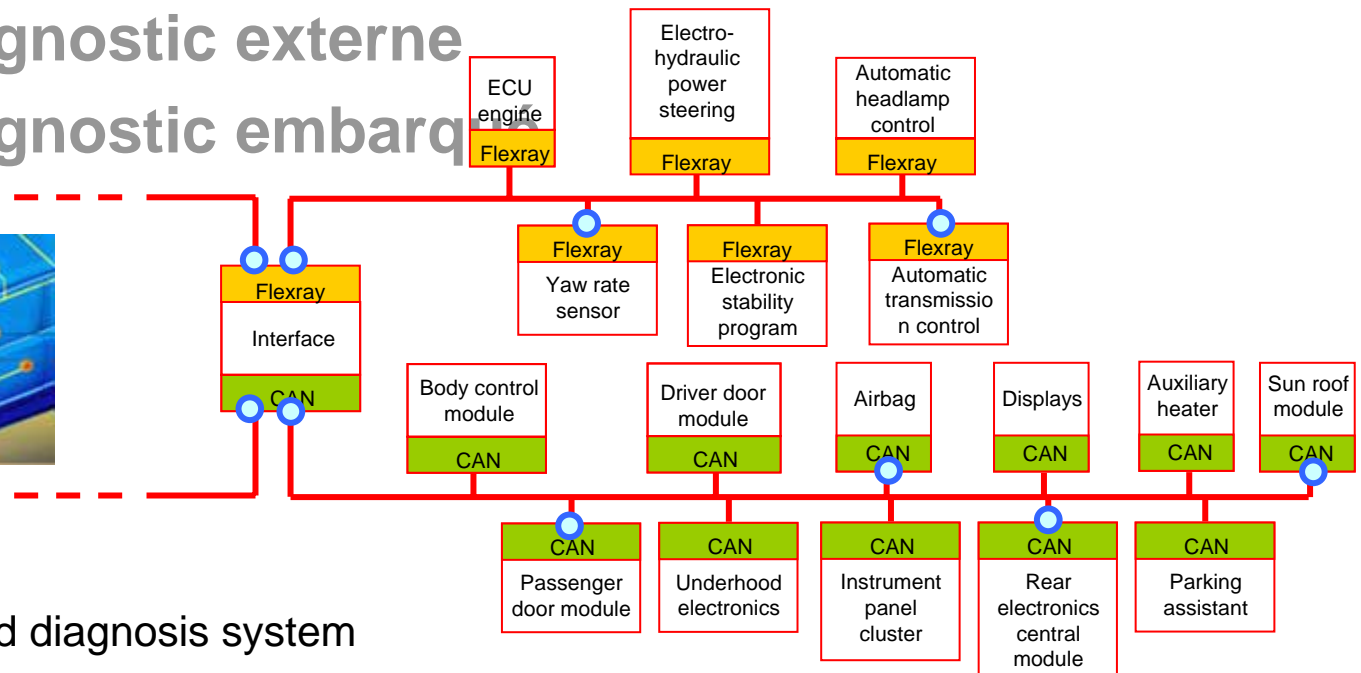 gnostic externe
gnostic embarqué
ECU
engine
Flexray
Electro-
hydraulic
power
steering
Flexray
Automatic
headlamp
control
Flexray
Flexray
Yaw rate
sensor
Flexray
Electronic
stability
program
Flexray
Automatic
transmissio
n control
Flexray
Interface
CAN
Body control
module
CAN
Driver door
module
CAN
Airbag
CAN
Displays
CAN
Auxiliary
heater
CAN
Sun roof
module
CAN
CAN
Passenger
door module
CAN
Underhood
electronics
CAN
Instrument
panel
cluster
CAN
Rear
electronics
central
module
CAN
Parking
assistant
d diagnosis system